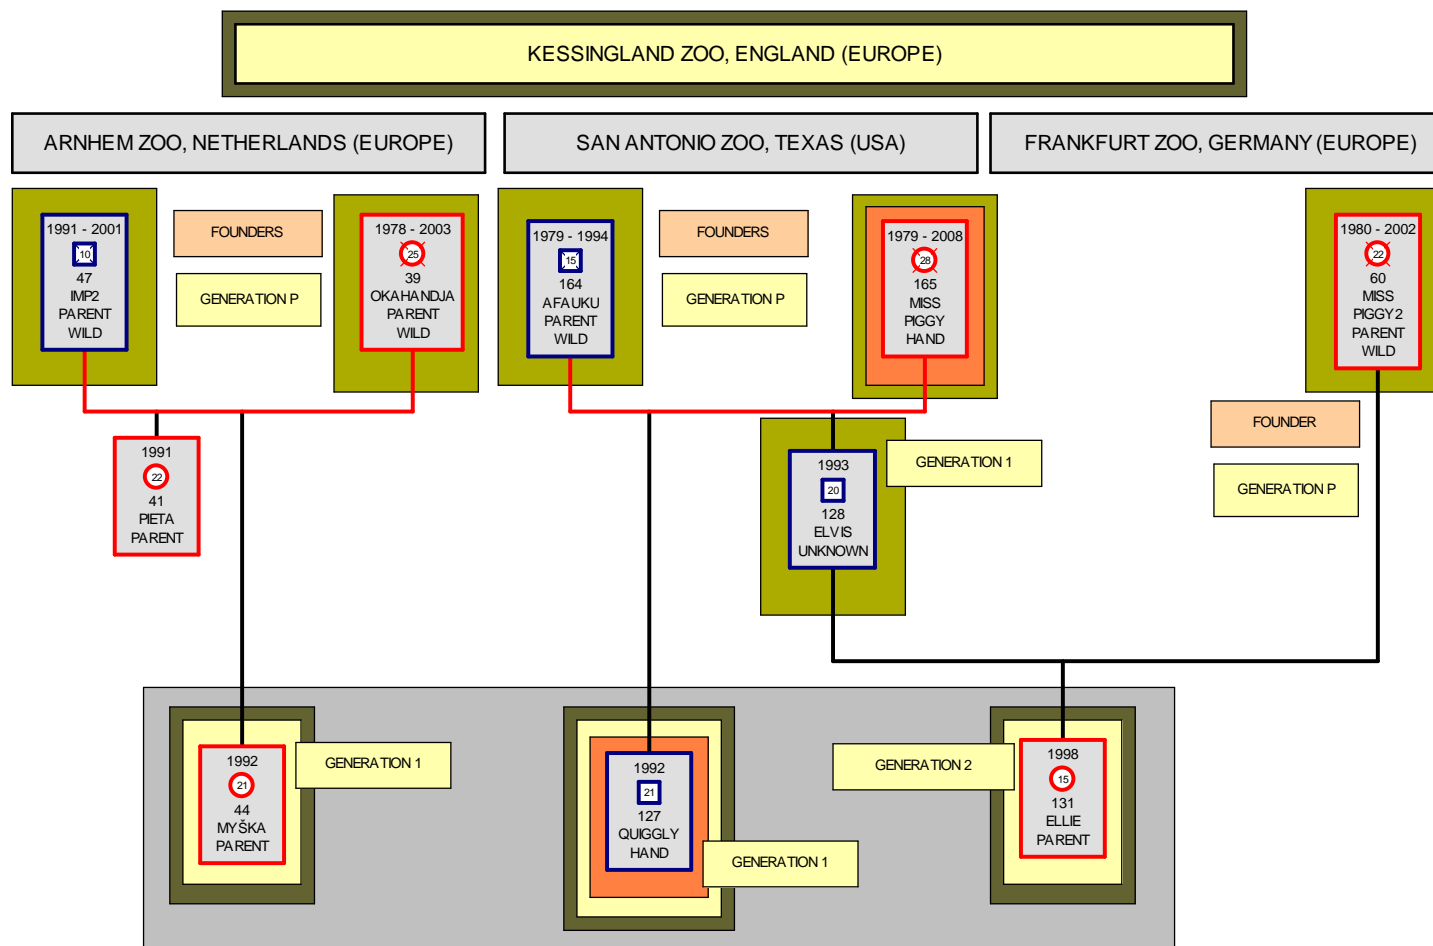 KESSINGLAND ZOO, ENGLAND (EUROPE)
ARNHEM ZOO, NETHERLANDS (EUROPE)
SAN ANTONIO ZOO, TEXAS (USA)
FRANKFURT ZOO, GERMANY (EUROPE)
1991 - 2001
10
47
IMP2
PARENT
WILD
FOUNDERS
GENERATION P
1978 - 2003
25
39
OKAHANDJA
PARENT
WILD
1979 - 1994
15
164
AFAUKU
PARENT
WILD
FOUNDERS
GENERATION P
1979 - 2008
28
165
MISS
PIGGY
HAND
1980 - 2002
22
60
MISS
PIGGY2
PARENT
WILD
FOUNDER
GENERATION P
1991
22
41
PIETA
PARENT
1993
20
128
ELVIS
UNKNOWN
GENERATION 1
1992
21
44
MYŠKA
PARENT
GENERATION 1
1992
21
127
QUIGGLY
HAND
GENERATION 1
GENERATION 2
1998
15
131
ELLIE
PARENT